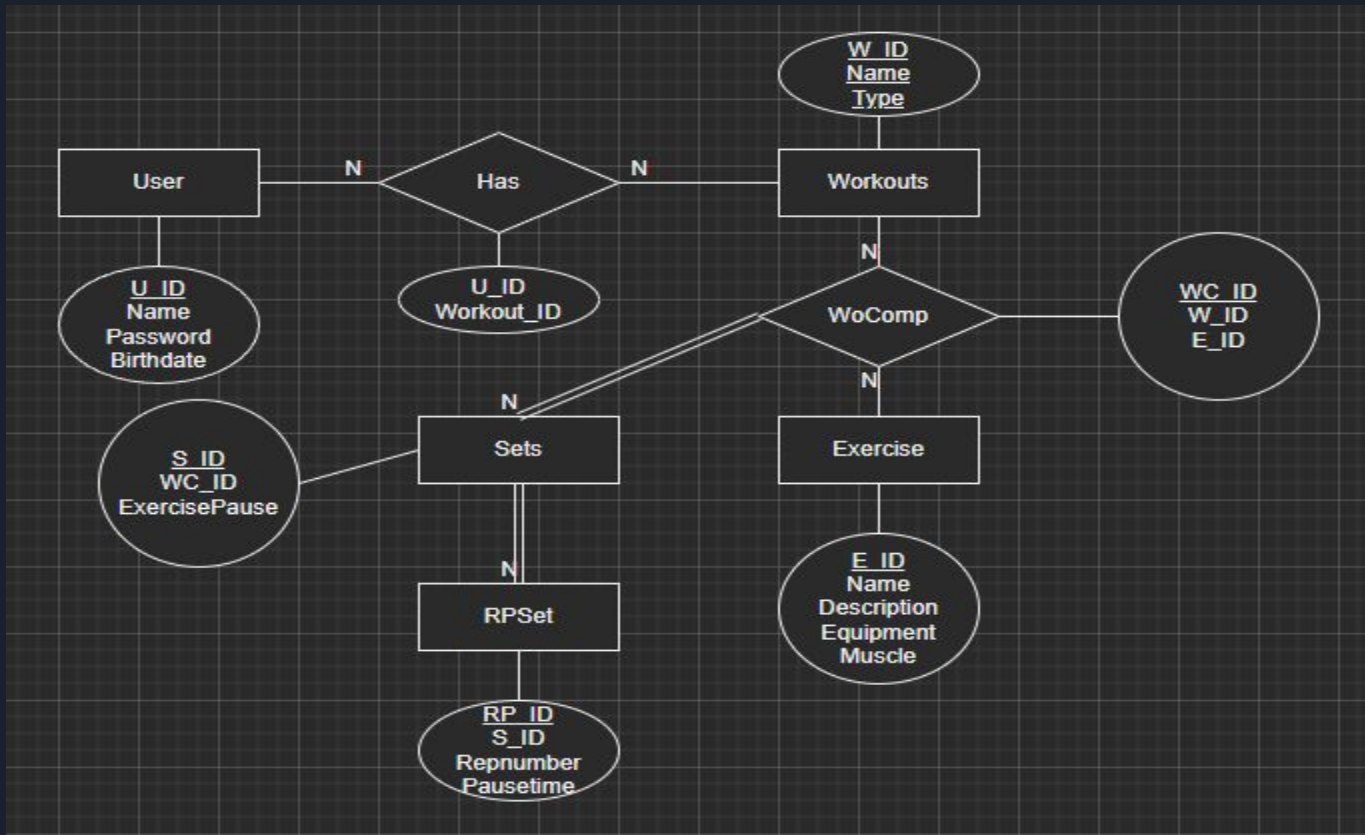 W_ID
Name
Type
User
N
Has
N
Workouts
U_ID
Name
Password
Birthdate
U_ID
Workout_ID
N
WoComp
WC_ID
W_ID
E_ID
N
N
Sets
Exercise
S_ID
WC_ID
ExercisePause
N
RPSet
E_ID
Name
Description
Equipment
Muscle
RP_ID
S_ID
Repnumber
Pausetime